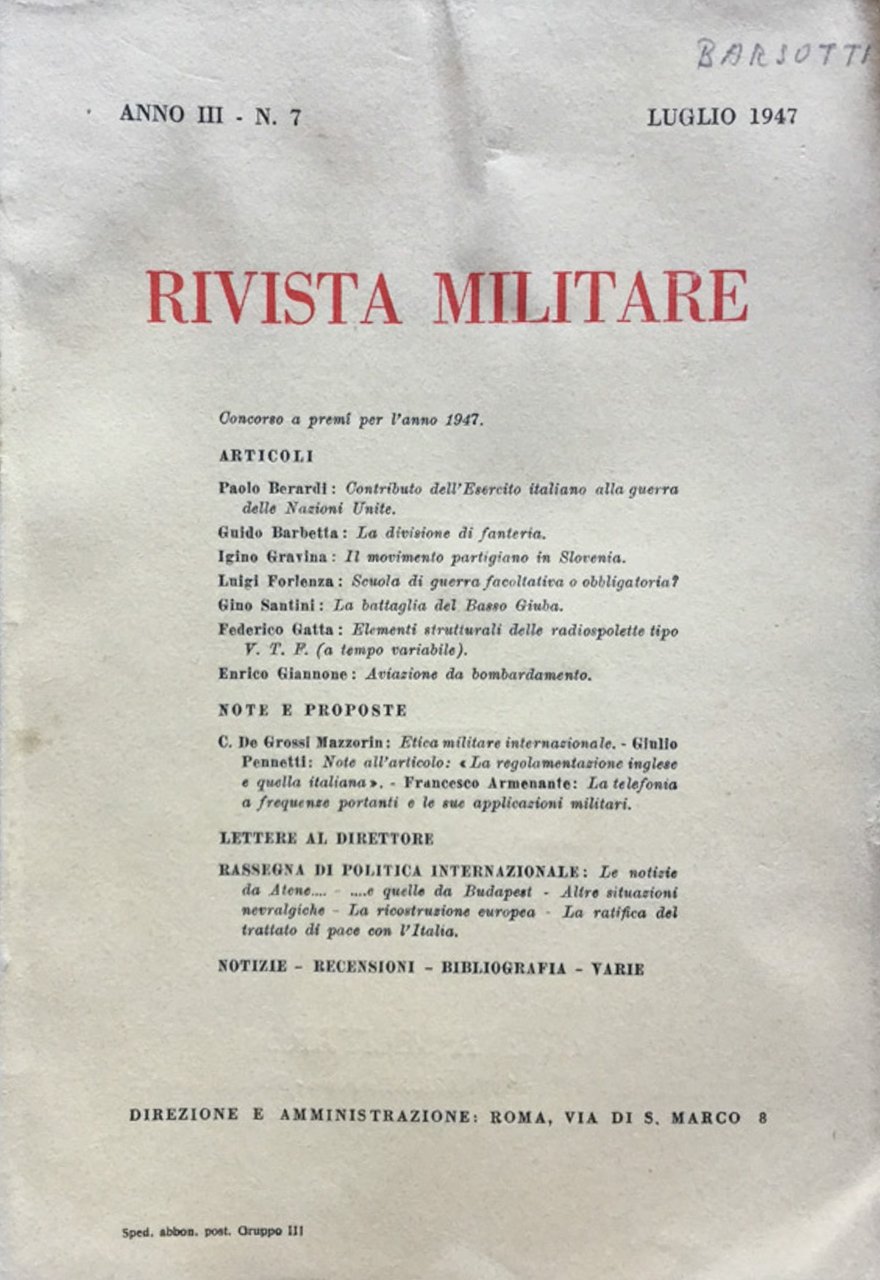 BARSOTTI
ANNO III - N. 7 LUGLIO 1947
RIVISTA MILITARE
Concorso a premî per l'anno 1947.
ARTICOLI
Paolo Berardi: Contributo dell'Esercito italiano alla guerra
delle Nazioni Unite.
Guido Barbetta: La divisione di fanteria.
Igino Gravina: Il movimento partigiano in Slovenia.
Luigi Forlenza: Scuola di guerra facoltativa o obbligatoria?
Gino Santini: La battaglia del Basso Giuba.
Federico Gatta: Elementi strutturali delle radiospolette tipo
V. T. F. (a tempo variabile).
Enrico Giannone: Aviazione da bombardamento.
NOTE E PROPOSTE
C. De Grossi Mazzorin: Etica militare internazionale. - Giulio
Pennetti: Note all'articolo: « La regolamentazione inglese
e quella italiana ». - Francesco Armenante: La telefonia
a frequenze portanti e le sue applicazioni militari.
LETTERE AL DIRETTORE
RASSEGNA DI POLITICA INTERNAZIONALE: Le notizie
da Atene.... - ....e quelle da Budapest - Altre situazioni
nevralgiche - La ricostruzione europea - La ratifica del
trattato di pace con l'Italia.
NOTIZIE - RECENSIONI - BIBLIOGRAFIA - VARIE
DIREZIONE E AMMINISTRAZIONE: ROMA, VIA DI S. MARCO 8
Sped. abbon. post. Gruppo III